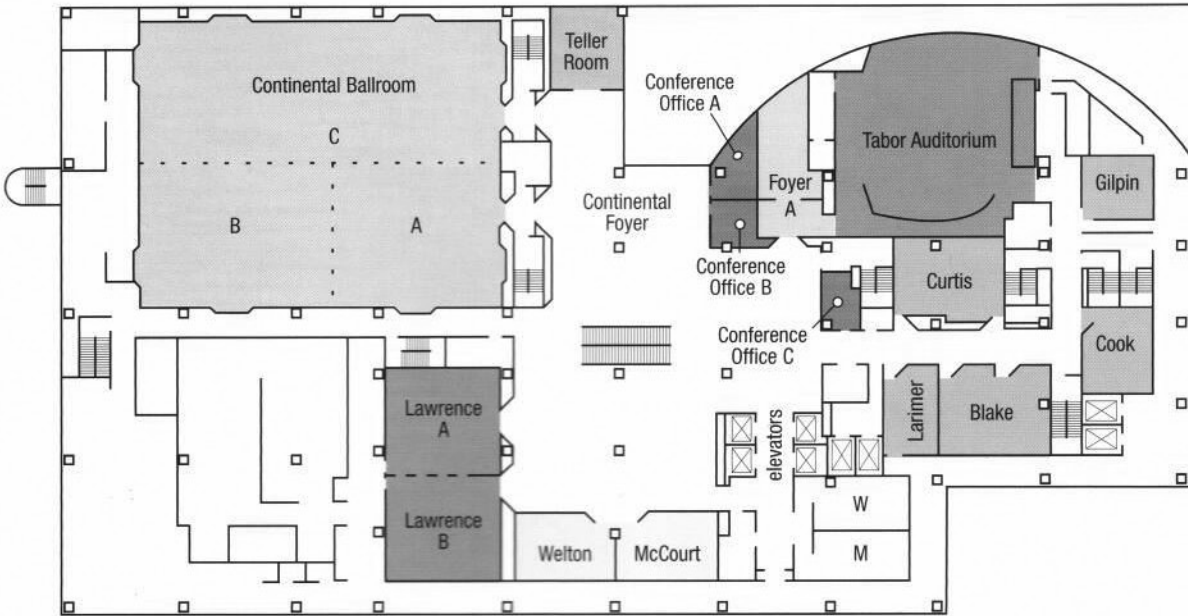 Teller
Room
Continental Ballroom
C
B
A
Conference
Office A
Tabor Auditorium
Foyer
A
Gilpin
Continental
Foyer
Conference
Office B
Curtis
Conference
Office C
Cook
Lawrence
A
Larimer
Blake
elevators
Lawrence
B
Welton
McCourt
W
M